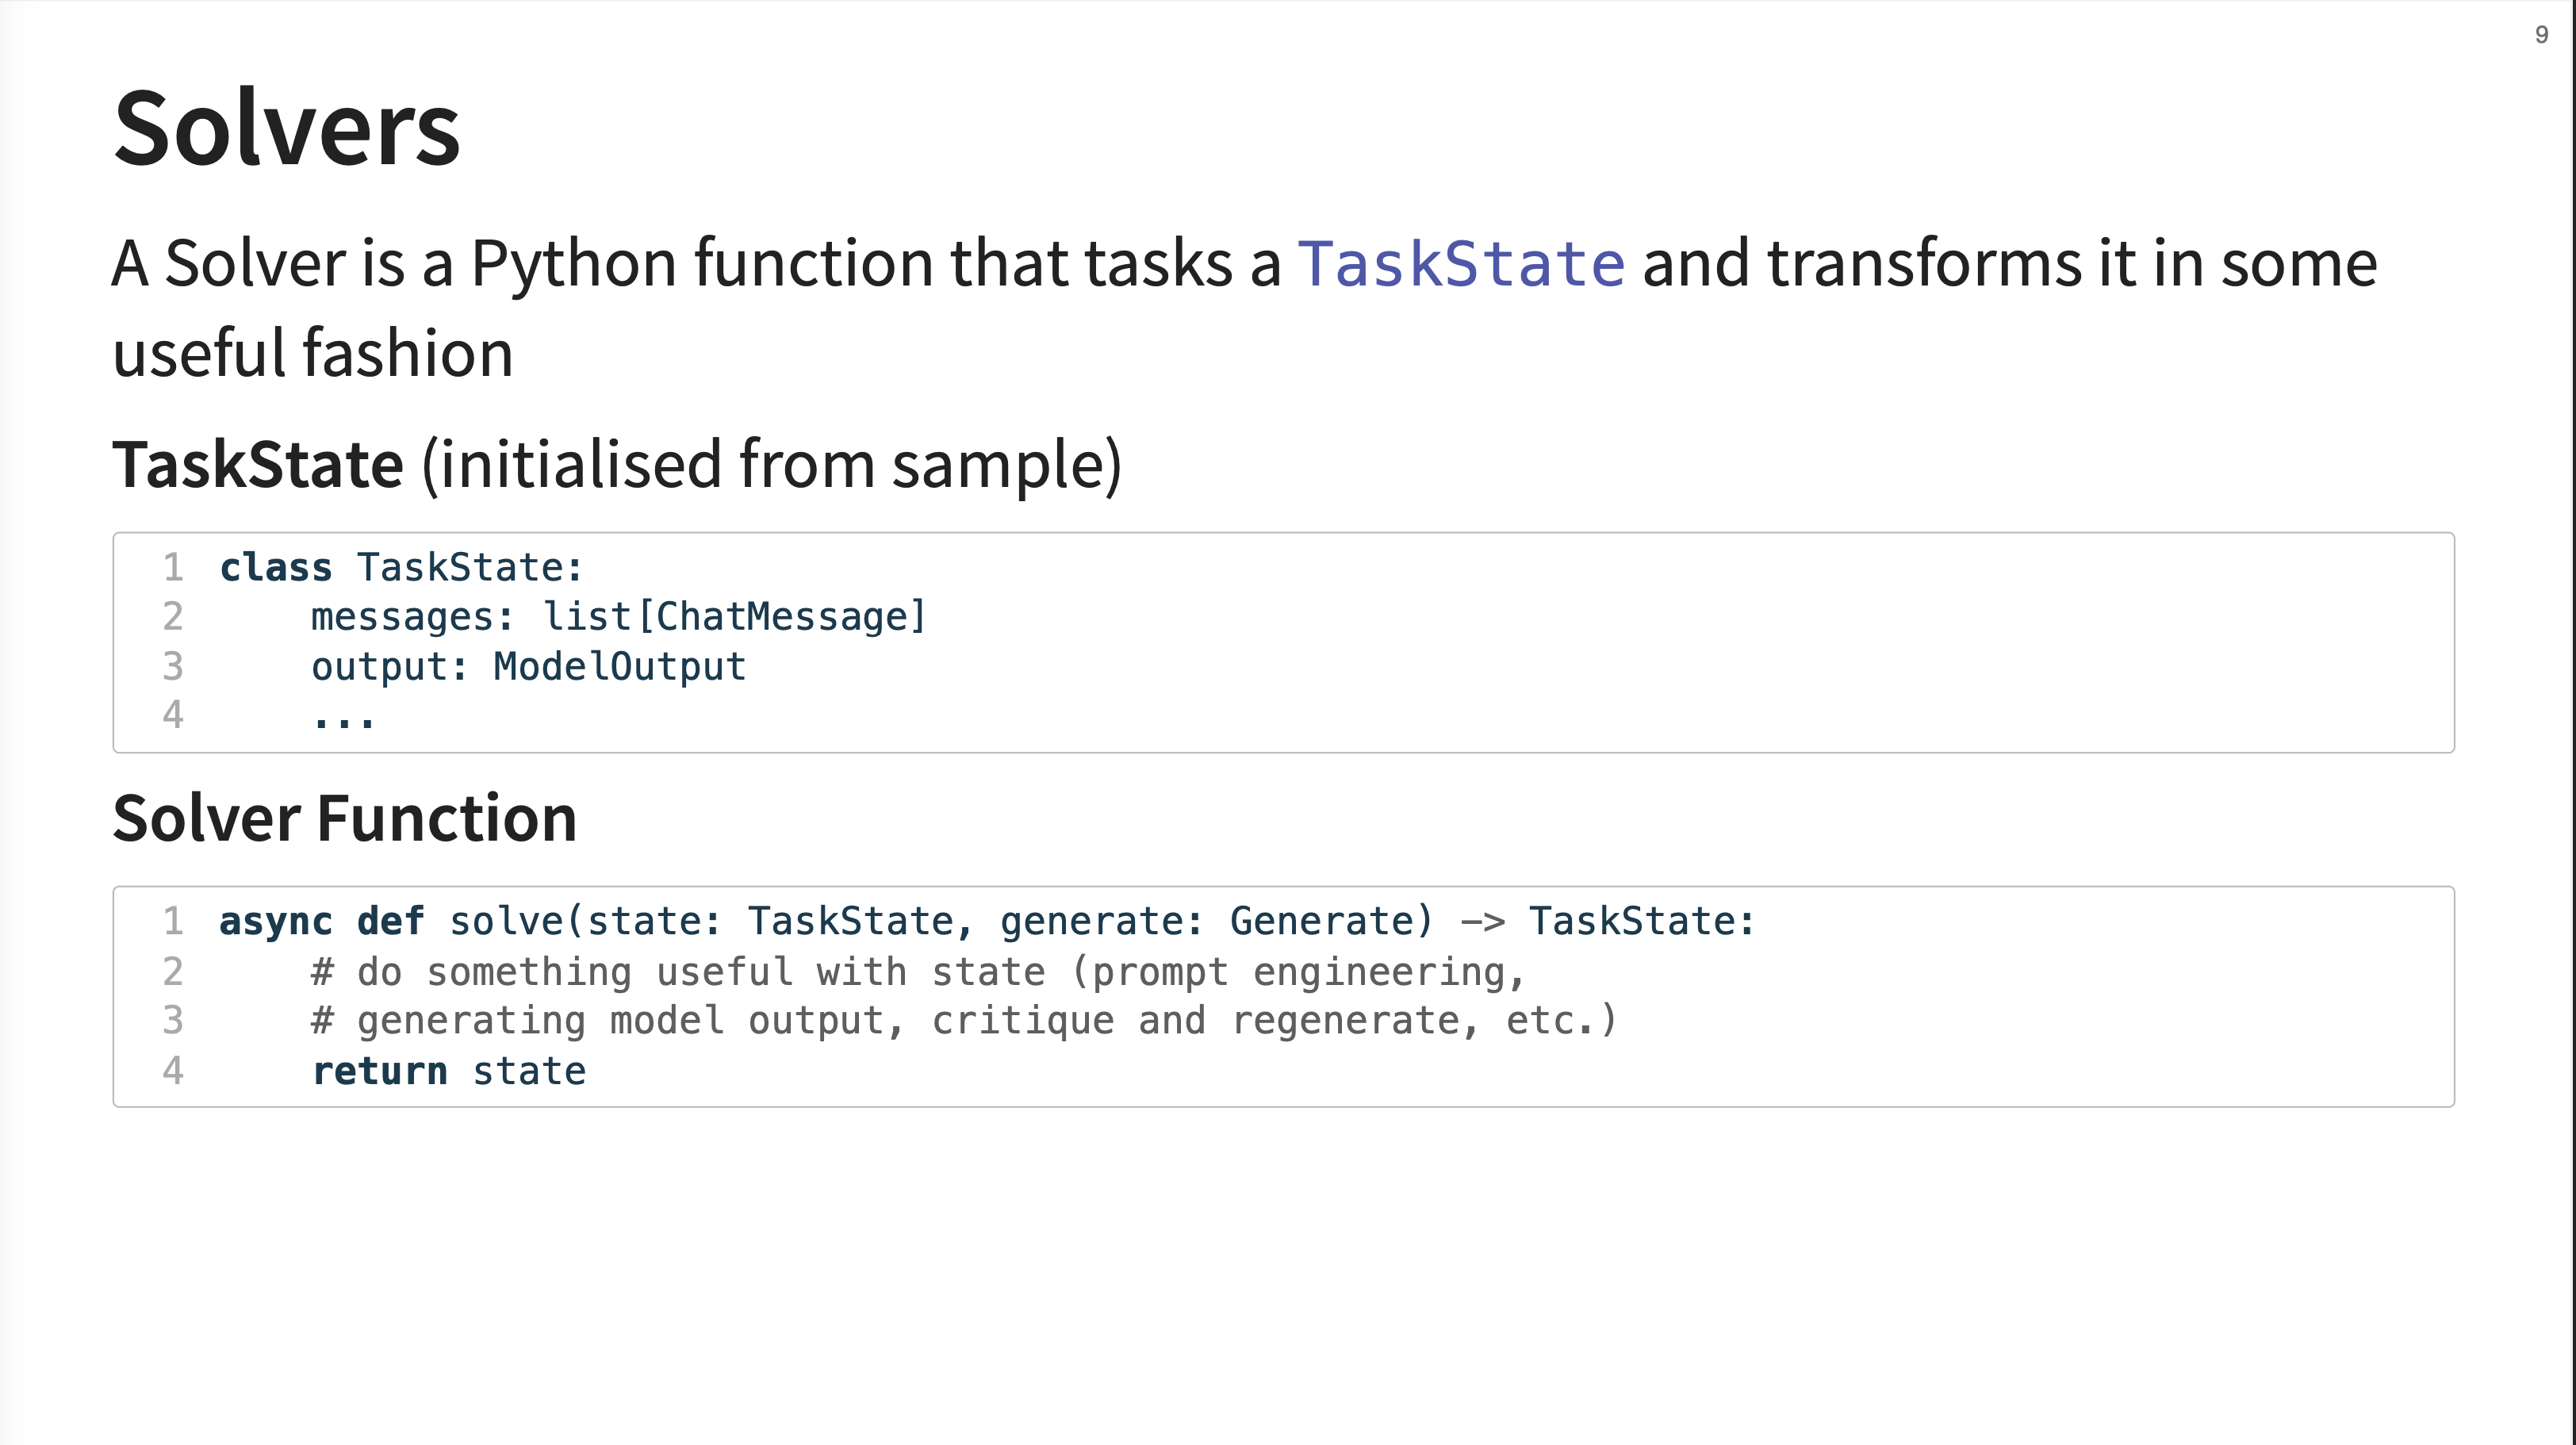 9
Solvers
A Solver is a Python function that tasks a TaskState and transforms it in some
useful fashion
TaskState (initialised from sample)
1 class TaskState:
2     messages: list[ChatMessage]
3     output: ModelOutput
4     ...
Solver Function
1 async def solve(state: TaskState, generate: Generate) -> TaskState:
2     # do something useful with state (prompt engineering,
3     # generating model output, critique and regenerate, etc.)
4     return state